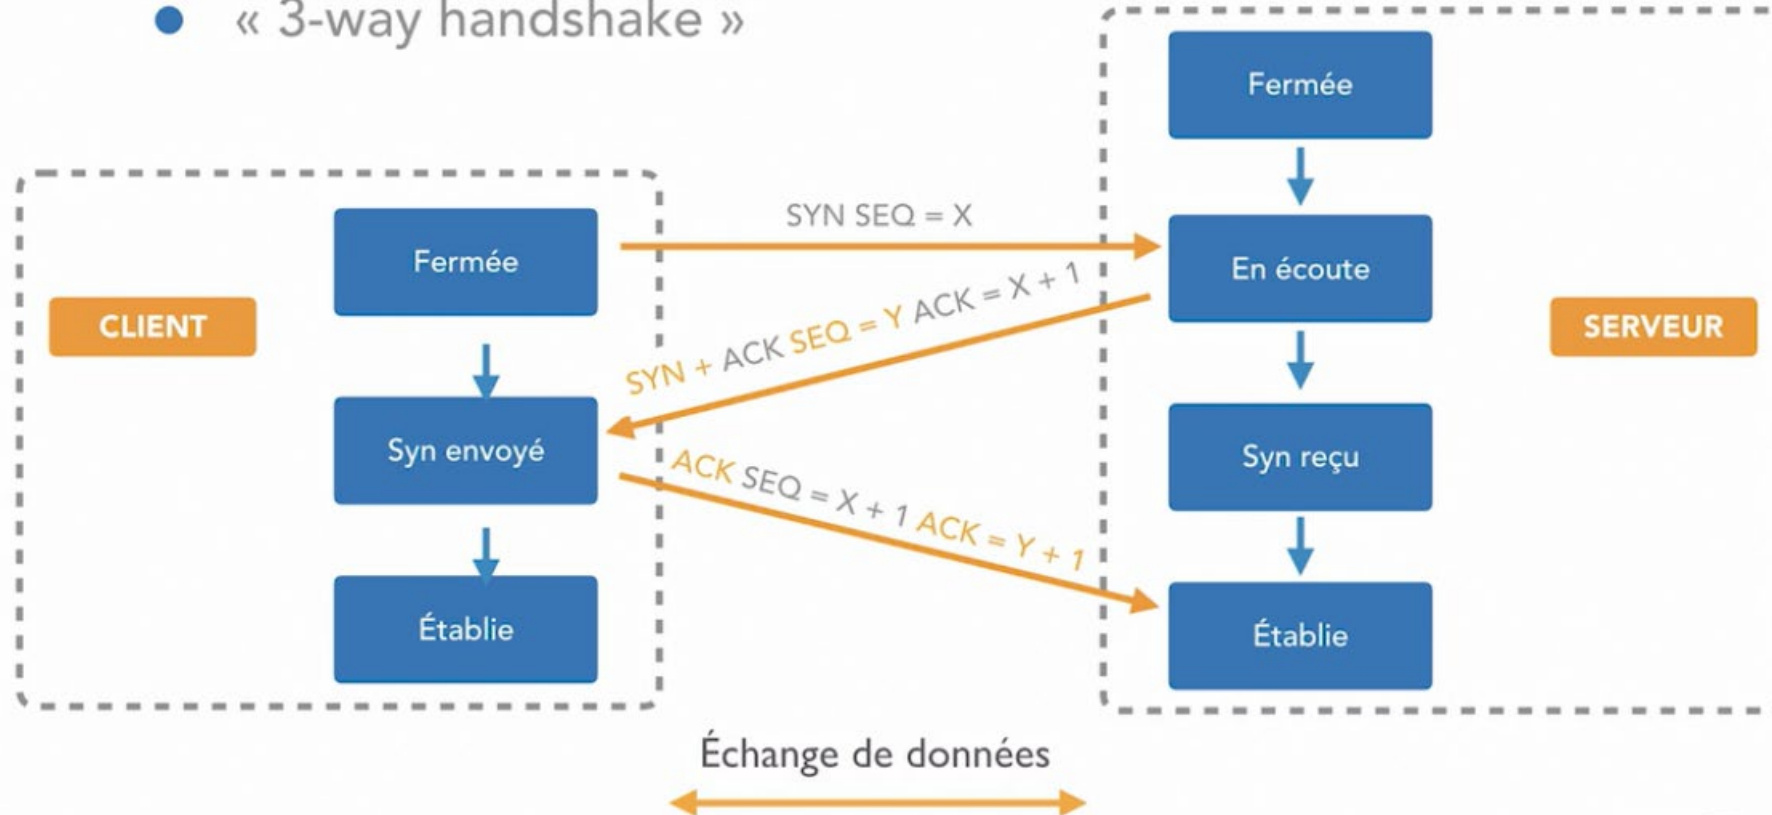 « 3-way handshake »
Fermée
SYN SEQ = X
Fermée
En écoute
CLIENT
SERVEUR
SYN + ACK SEQ = Y ACK = X + 1
Syn envoyé
Syn reçu
ACK SEQ = X + 1 ACK = Y + 1
Établie
Établie
Échange de données